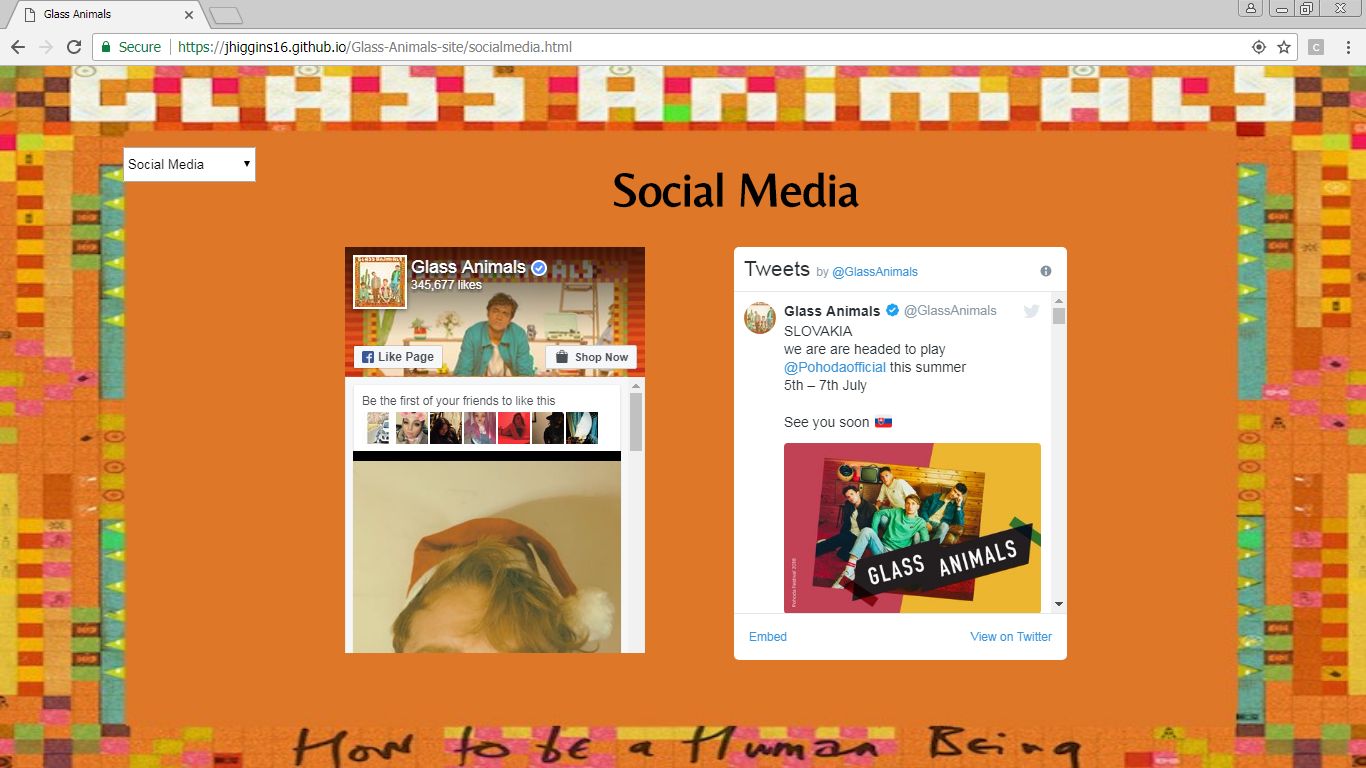 Glass Animals
Secure https://jhiggins16.github.io/Glass-Animals-site/socialmedia.html
C
GLASS ANIMALS
Social Media
Social Media
Glass Animals
345,677 likes
Like Page
Shop Now
Be the first of your friends to like this
Tweets by @GlassAnimals
Glass Animals @GlassAnimals
SLOVAKIA
we are are headed to play
@Pohodaofficial this summer
5th – 7th July
See you soon 🇸🇰
GLASS ANIMALS
Pohoda Festival 2018
Embed
View on Twitter
How to be a Human Being